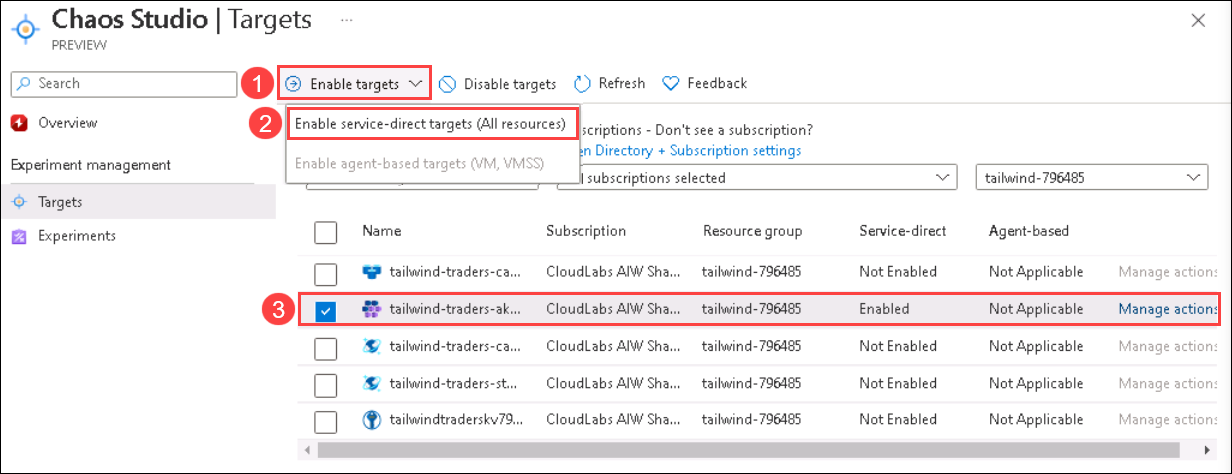 Chaos Studio | Targets ...
PREVIEW
Search
1 Enable targets Disable targets Refresh Feedback
Overview
2 Enable service-direct targets (All resources)
scriptions - Don't see a subscription?
Enable agent-based targets (VM, VMSS)
en Directory + Subscription settings
Experiment management
subscriptions selected tailwind-796485
Targets
Experiments
Name Subscription Resource group Service-direct Agent-based
tailwind-traders-ca... CloudLabs AIW Sha... tailwind-796485 Not Enabled Not Applicable Manage actions
3 tailwind-traders-ak... CloudLabs AIW Sha... tailwind-796485 Enabled Not Applicable Manage actions
tailwind-traders-ca... CloudLabs AIW Sha... tailwind-796485 Not Enabled Not Applicable Manage actions
tailwind-traders-st... CloudLabs AIW Sha... tailwind-796485 Not Enabled Not Applicable Manage actions
tailwindtraderskv79... CloudLabs AIW Sha... tailwind-796485 Not Enabled Not Applicable Manage actions